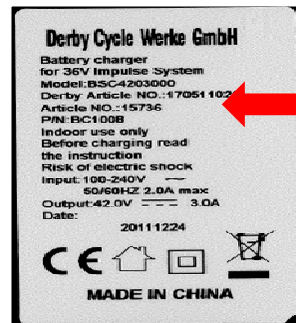 Derby Cycle Werke GmbH
Battery charger
for 36V Impulse System
Model:BSC4203000
Derby Article NO.:17051102
Article NO.:15736
P/N:BC100B
Indoor use only
Before charging read
the instruction
Risk of electric shock
Input:100-240V
50/60HZ 2.0A max
Output:42.0V 3.0A
Date:
20111224
CE
MADE IN CHINA